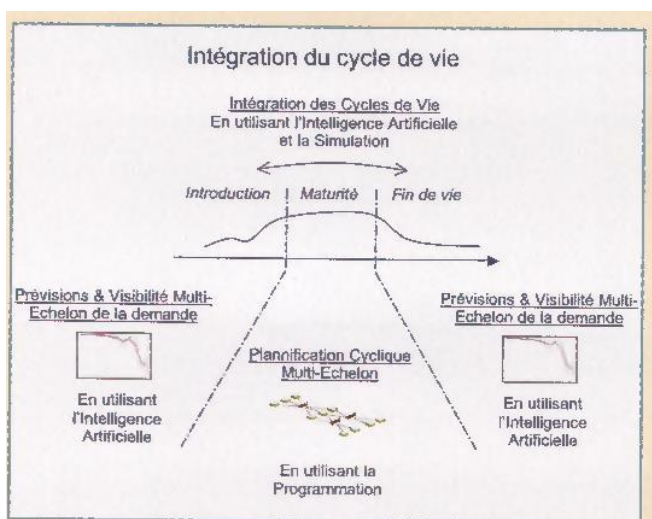 Intégration du cycle de vie
Intégration des Cycles de Vie
En utilisant l'Intelligence Artificielle
et la Simulation
Introduction
Maturité
Fin de vie
Prévisions & Visibilité Multi-
Echelon de la demande
En utilisant
l'Intelligence
Artificielle
Plannification Cyclique
Multi-Echelon
En utilisant la
Programmation
Prévisions & Visibilité Multi-
Echelon de la demande
En utilisant
l'Intelligence
Artificielle